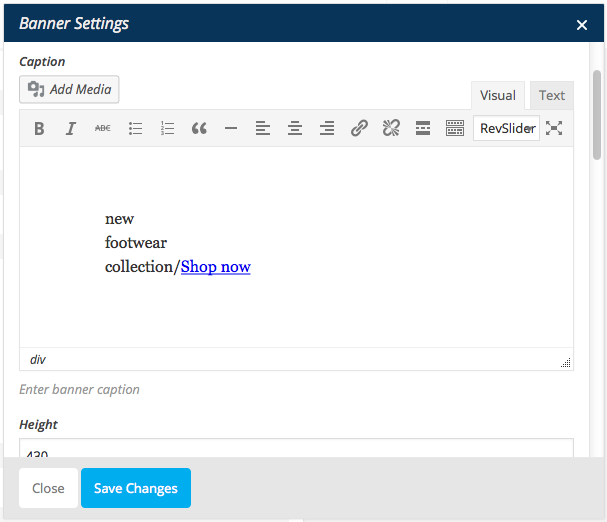 Banner Settings ×
Caption
Add Media
Visual Text
B I ABC RevSlider
new
footwear
collection/Shop now
div
Enter banner caption
Height
430
Close Save Changes